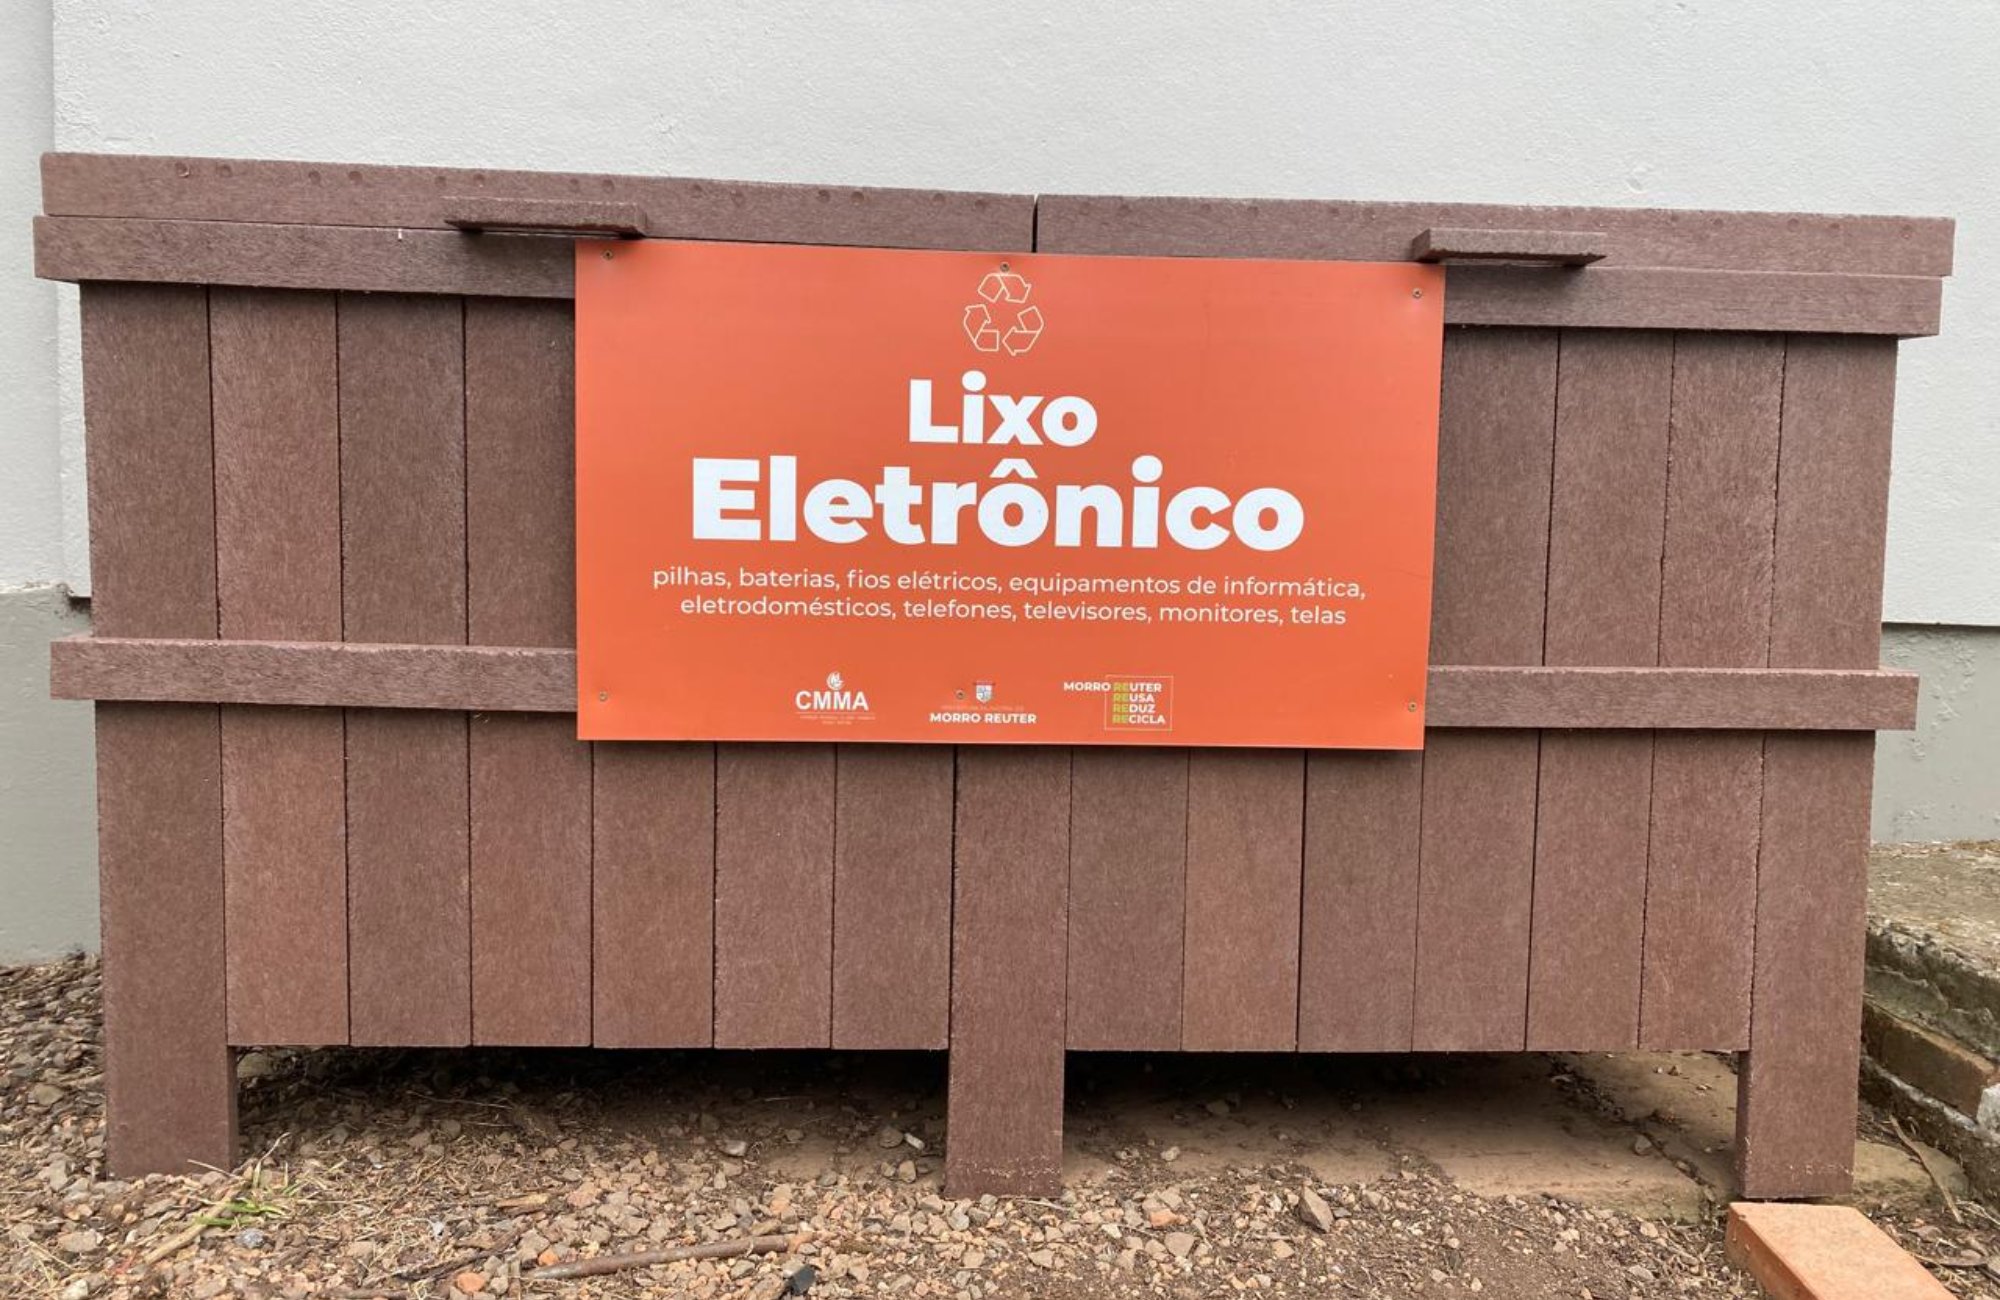 Lixo
Eletrônico
pilhas, baterias, fios elétricos, equipamentos de informática,
eletrodomésticos, telefones, televisores, monitores, telas
CMMA
MORRO REUTER
MORRO REUTER
REUSA
REDUZ
RECICLA